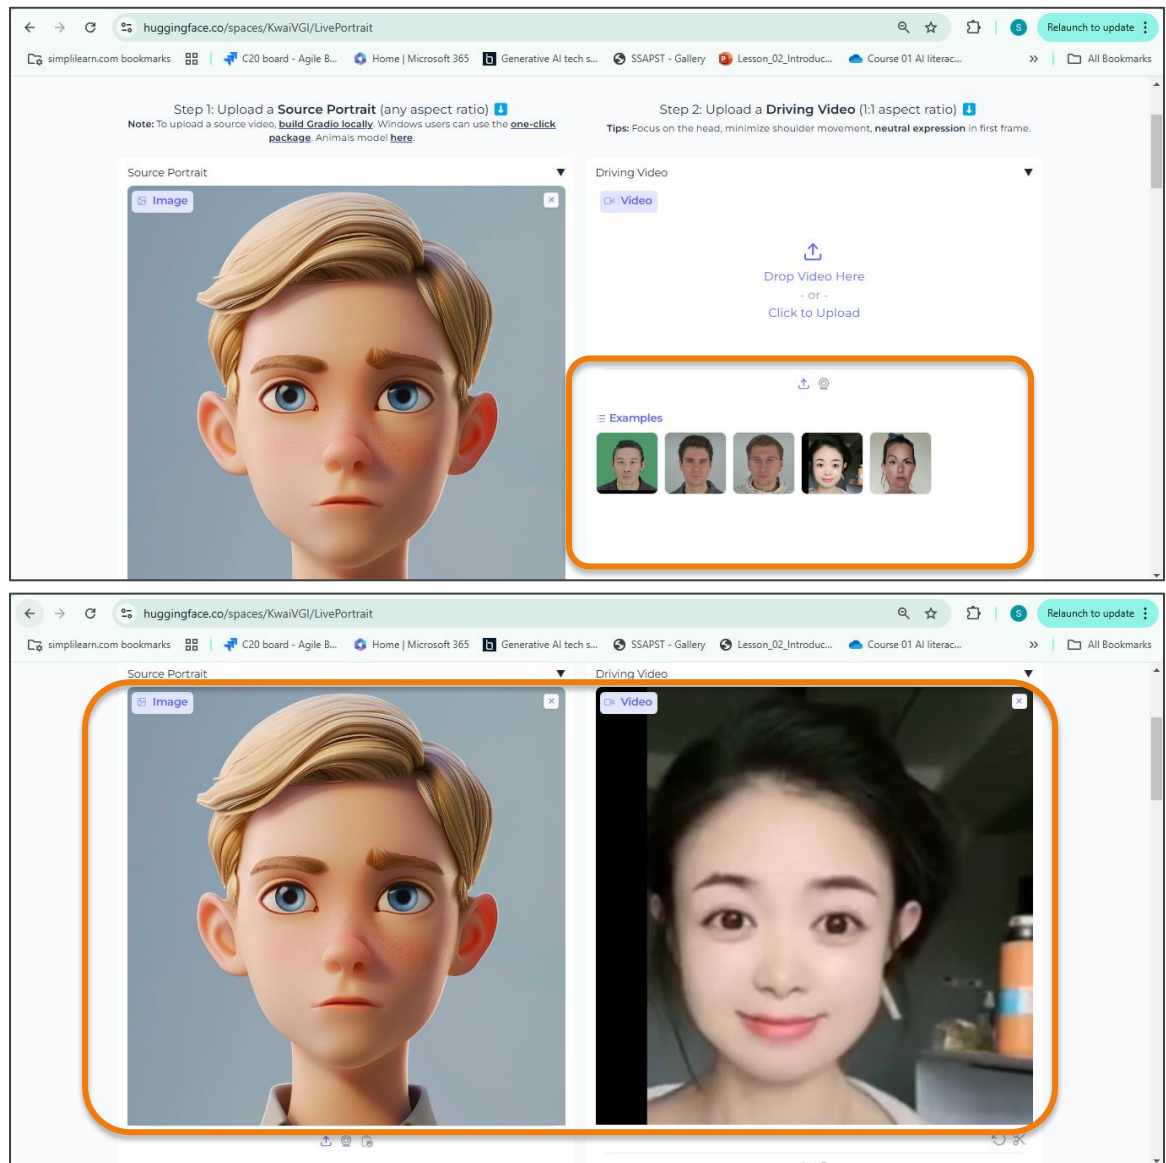 huggingface.co/spaces/KwaiVGI/LivePortrait
S
Relaunch to update
simplilearn.com bookmarks
C20 board - Agile B...
Home | Microsoft 365
Generative AI tech s...
SSAPST - Gallery
Lesson_02_Introduc...
Course 01 AI literac...
»
All Bookmarks
Step 1: Upload a Source Portrait (any aspect ratio)
Note: To upload a source video, build Gradio locally. Windows users can use the one-click
package. Animals model here.
Step 2: Upload a Driving Video (1:1 aspect ratio)
Tips: Focus on the head, minimize shoulder movement, neutral expression in first frame.
Source Portrait
Image
Driving Video
Video
Drop Video Here
- or -
Click to Upload
Examples
huggingface.co/spaces/KwaiVGI/LivePortrait
S
Relaunch to update
simplilearn.com bookmarks
C20 board - Agile B...
Home | Microsoft 365
Generative AI tech s...
SSAPST - Gallery
Lesson_02_Introduc...
Course 01 AI literac...
»
All Bookmarks
Source Portrait
Image
Driving Video
Video